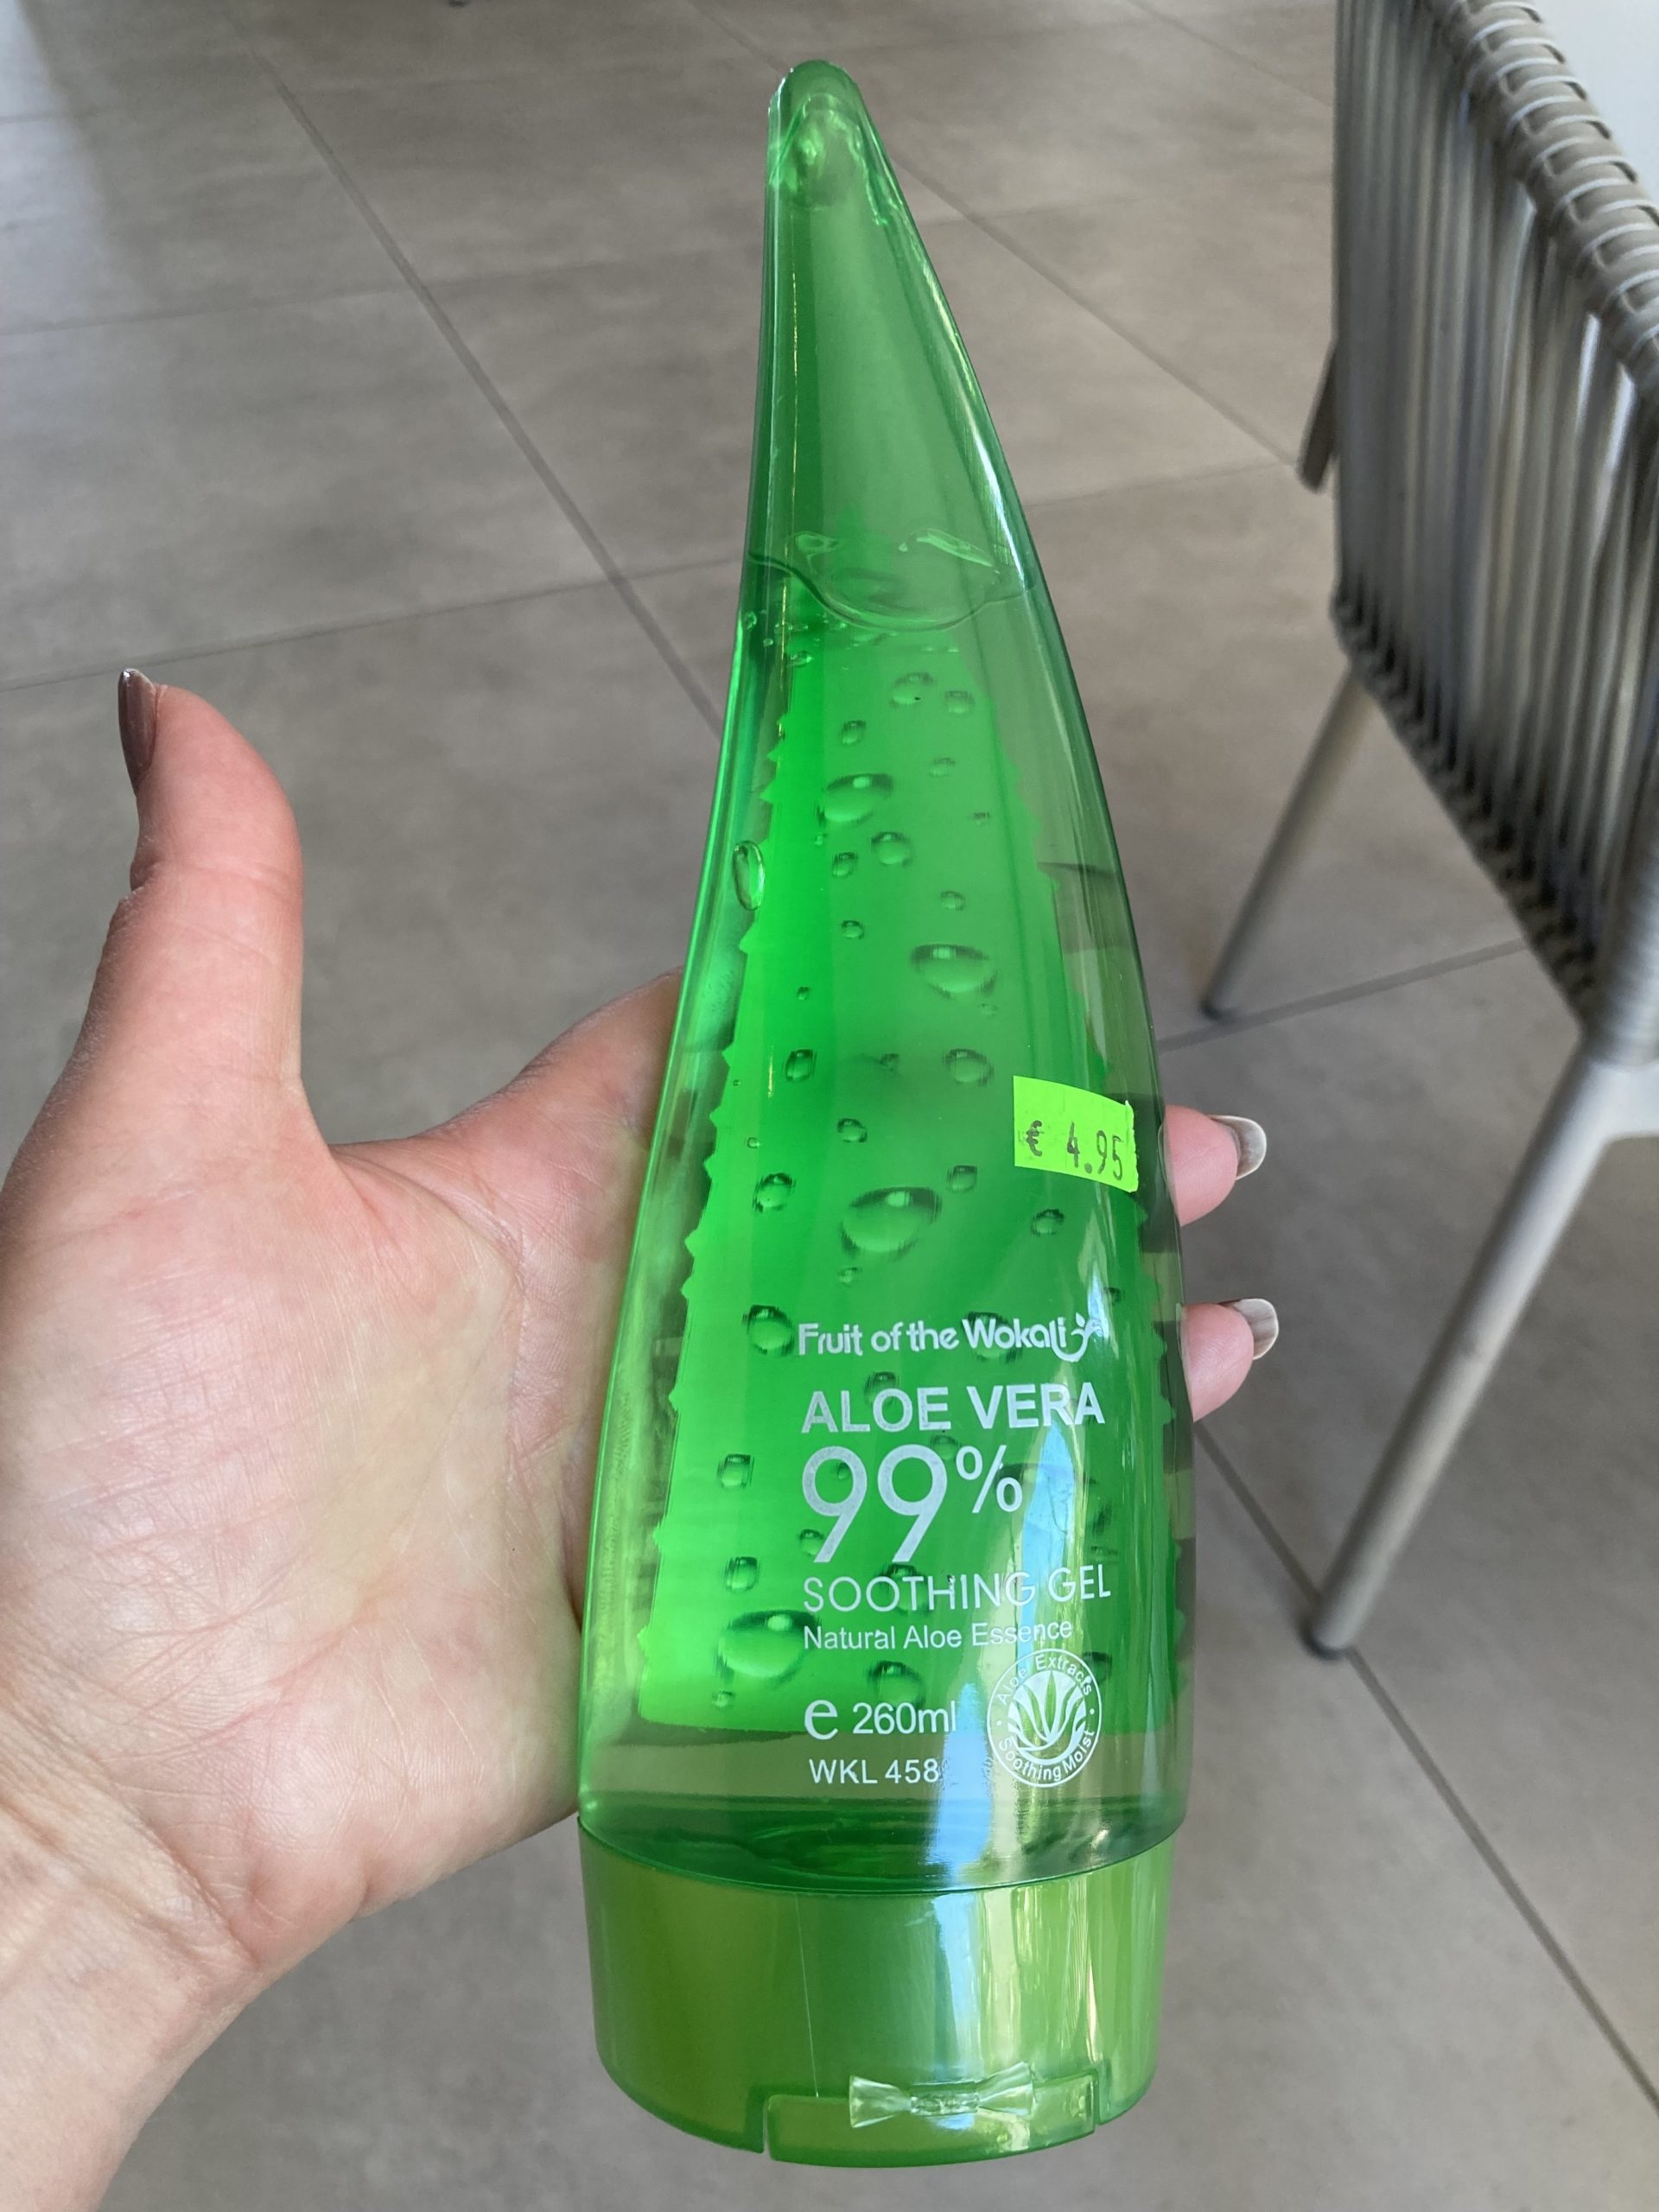 € 4.95
Fruit of the Wokali
ALOE VERA
99%
SOOTHING GEL
Natural Aloe Essence
e 260ml
Aloe Extracts
Soothing Moist
WKL